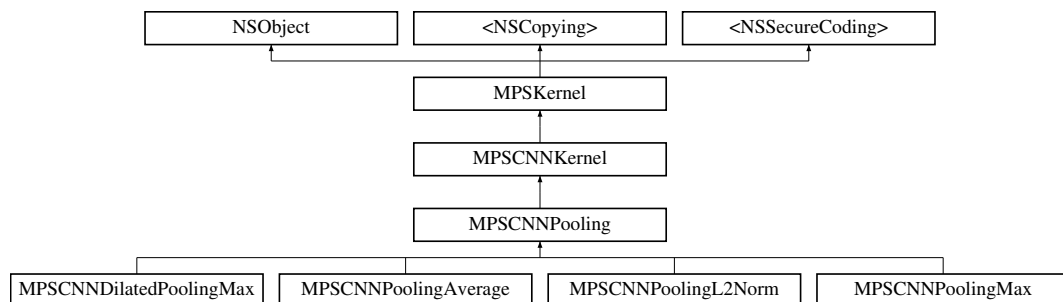 NSObject
<NSCopying>
<NSSecureCoding>
MPSKernel
MPSCNNKernel
MPSCNNPooling
MPSCNNDilatedPoolingMax
MPSCNNPoolingAverage
MPSCNNPoolingL2Norm
MPSCNNPoolingMax